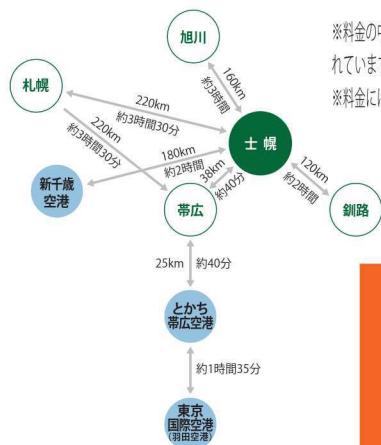 旭川
※料金の
れています
※料金に
札幌
160km
約3時間
220km
約3時間30分
士幌
220km
約3時間30分
180km
約2時間
38km
約40分
120km
約2時間
新千歳
空港
帯広
釧路
25km
約40分
とかち
帯広空港
約1時間35分
東京
国際空港
(羽田空港)